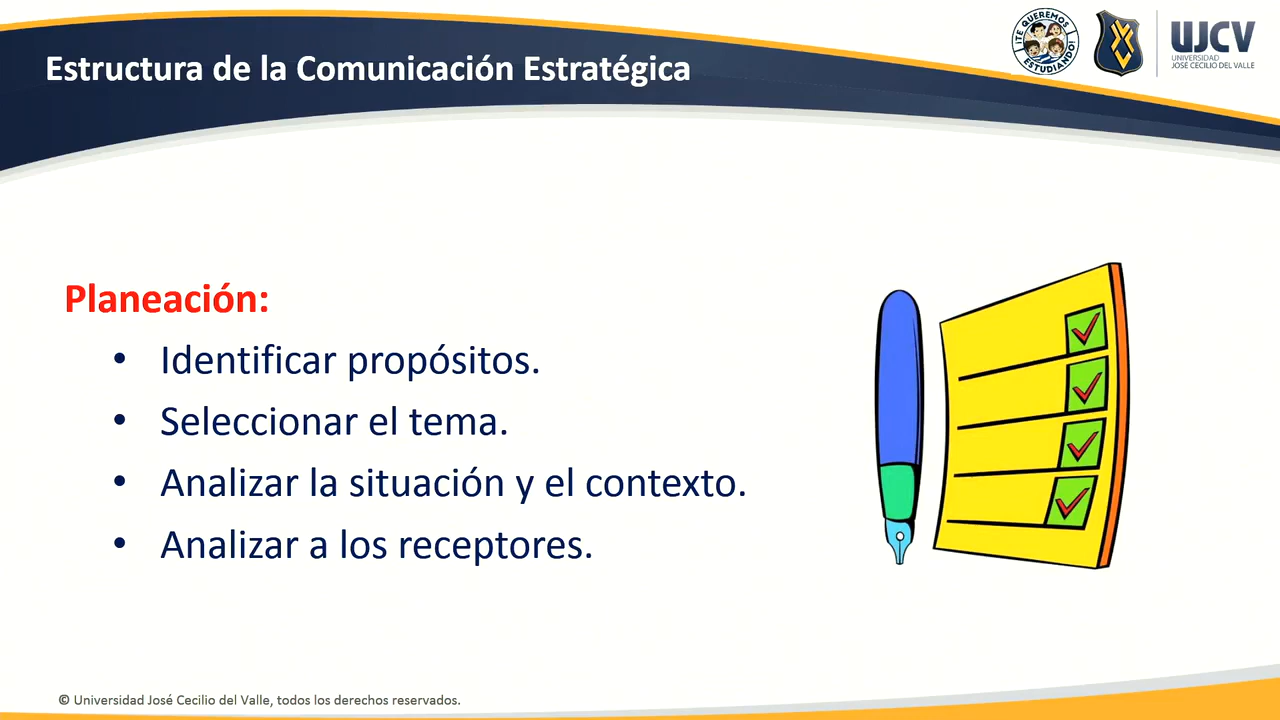 Estructura de la Comunicación Estratégica
¡TE QUEREMOS ESTUDIANDO!
UJCV
UNIVERSIDAD
JOSÉ CECILIO DEL VALLE
Planeación:
• Identificar propósitos.
• Seleccionar el tema.
• Analizar la situación y el contexto.
• Analizar a los receptores.
© Universidad José Cecilio del Valle, todos los derechos reservados.